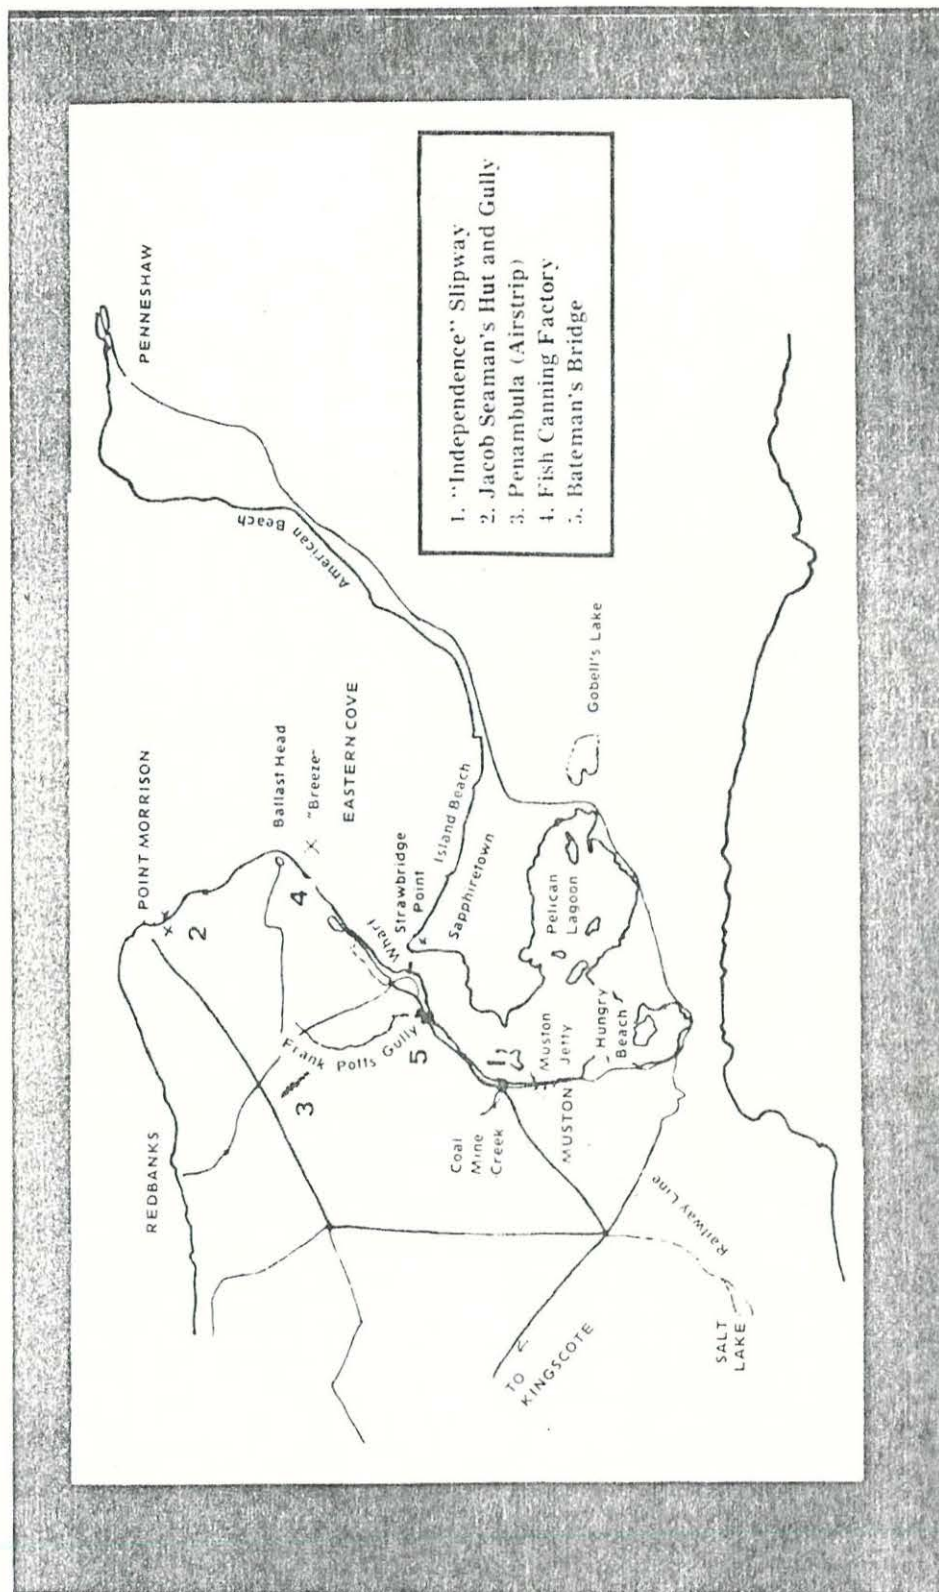 PENNESHAW
American Beach
POINT MORRISON
Ballast Head
"Breeze"
EASTERN COVE
2
4
Wharf
Strawbridge
Point
Island Beach
Sapphiretown
REDBANKS
Frank Potts Gully
3
5
1
Coal
Mine
Creek
Muston
Jetty
MUSTON
Hungry
Beach
Pelican
Lagoon
Gobell's Lake
TO
KINGSCOTE
Railway Line
SALT
LAKE
1. "Independence" Slipway
2. Jacob Seaman's Hut and Gully
3. Penambula (Airstrip)
4. Fish Canning Factory
5. Bateman's Bridge